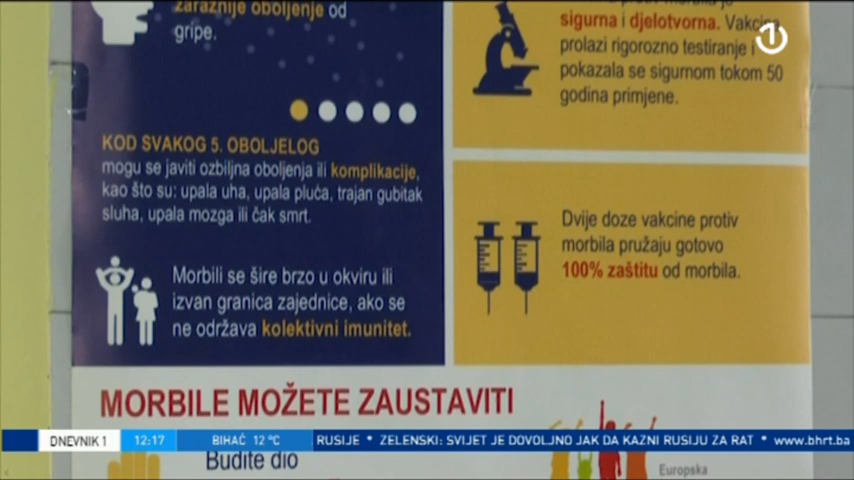 zaraznije oboljenje od
gripe.
KOD SVAKOG 5. OBOLJELOG
mogu se javiti ozbiljna oboljenja ili komplikacije,
kao što su: upala uha, upala pluća, trajan gubitak
sluha, upala mozga ili čak smrt.
Morbili se šire brzo u okviru ili
izvan granica zajednice, ako se
ne održava kolektivni imunitet.
sigurna i djelotvorna. Vakcina
prolazi rigorozno testiranje i
pokazala se sigurnom tokom 50
godina primjene.
Dvije doze vakcine protiv
morbila pružaju gotovo
100% zaštitu od morbila.
MORBILE MOŽETE ZAUSTAVITI
DNEVNIK 1 12:17 BIHAĆ 12 °C RUSIJE * ZELENSKI: SVIJET JE DOVOLJNO JAK DA KAZNI RUSIJU ZA RAT * www.bhrt.ba
Budite dio
Europska